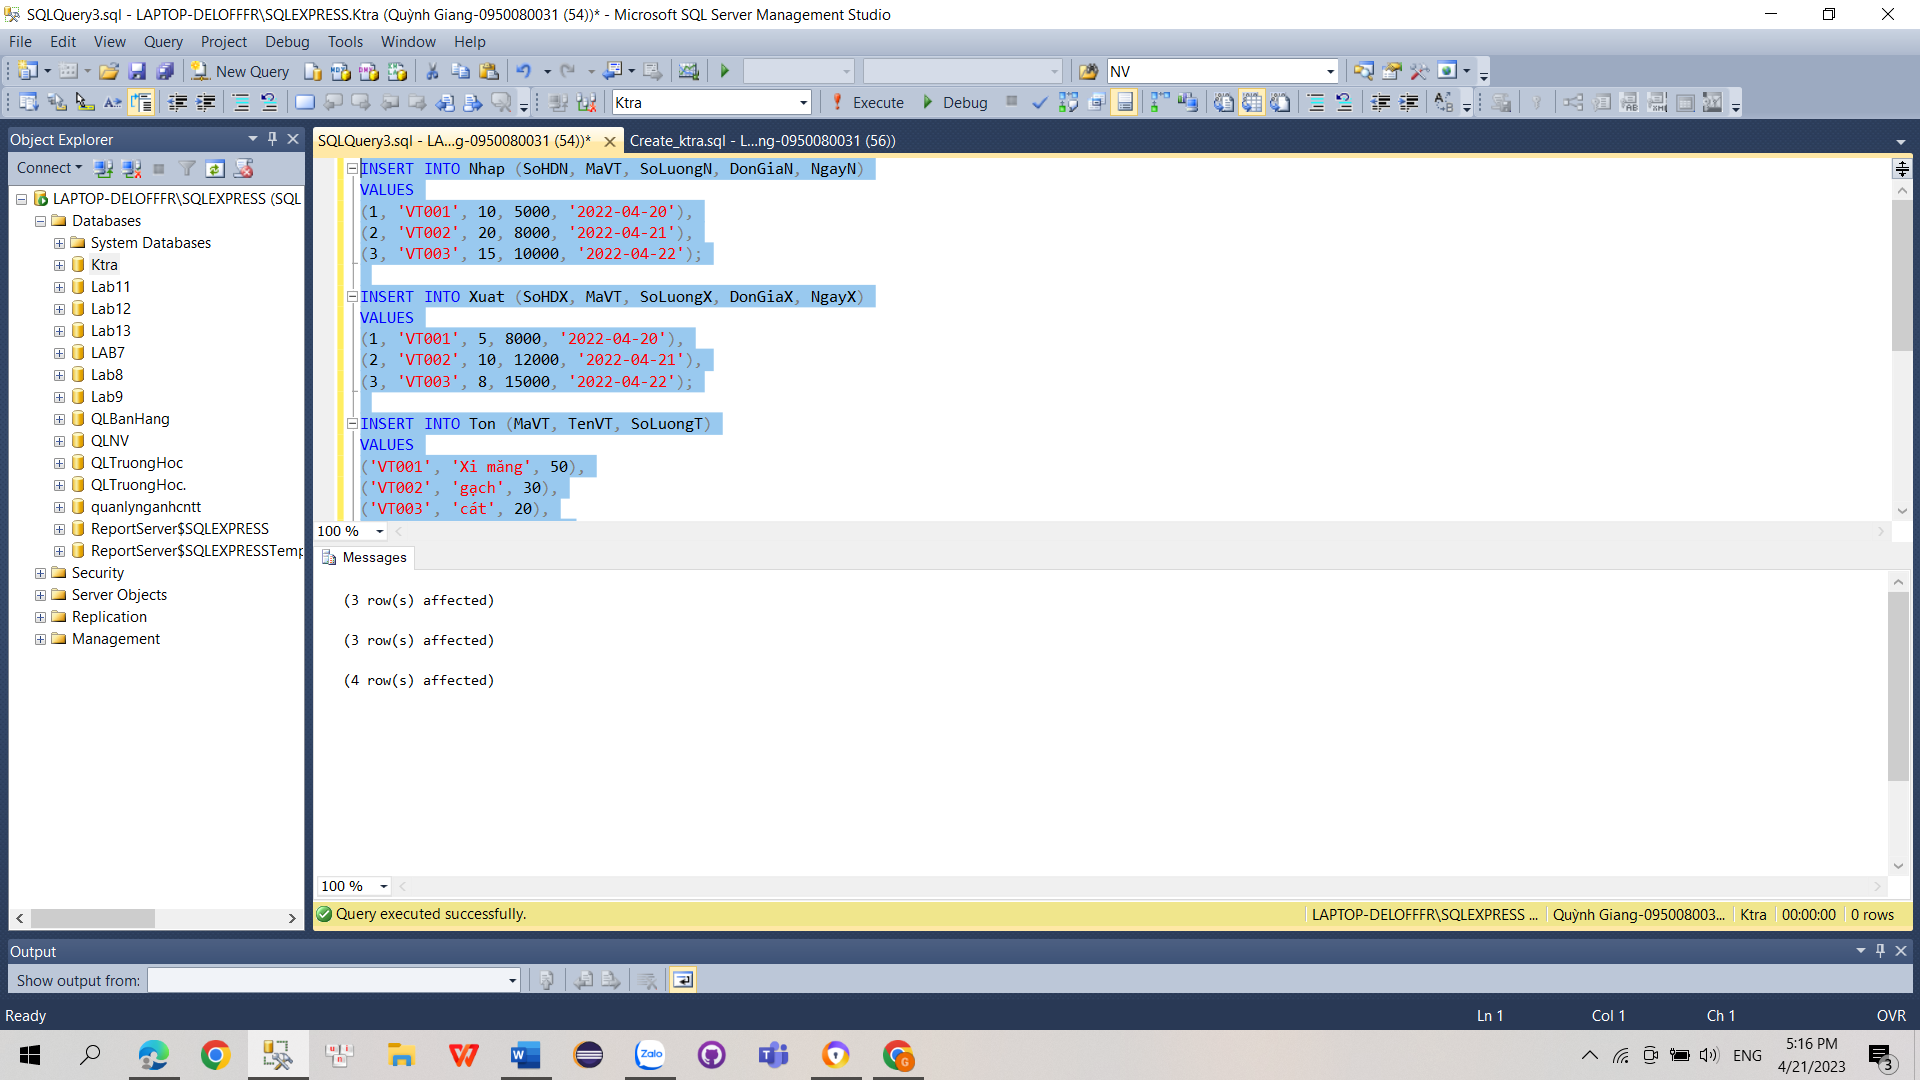 SQLQuery3.sql - LAPTOP-DELOFFFR\SQLEXPRESS.Ktra (Quỳnh Giang-0950080031 (54))* - Microsoft SQL Server Management Studio
File Edit View Query Project Debug Tools Window Help
New Query NV
Ktra Execute Debug
Object Explorer
Connect
LAPTOP-DELOFFFR\SQLEXPRESS (SQL
Databases
System Databases
Ktra
Lab11
Lab12
Lab13
LAB7
Lab8
Lab9
QLBanHang
QLNV
QLTruongHoc
QLTruongHoc.
quanlynganhcntt
ReportServer$SQLEXPRESS
ReportServer$SQLEXPRESSTemp
Security
Server Objects
Replication
Management
SQLQuery3.sql - LA...g-0950080031 (54))* Create_ktra.sql - L...ng-0950080031 (56))
INSERT INTO Nhap (SoHDN, MaVT, SoLuongN, DonGiaN, NgayN)
VALUES
(1, 'VT001', 10, 5000, '2022-04-20'),
(2, 'VT002', 20, 8000, '2022-04-21'),
(3, 'VT003', 15, 10000, '2022-04-22');
INSERT INTO Xuat (SoHDX, MaVT, SoLuongX, DonGiaX, NgayX)
VALUES
(1, 'VT001', 5, 8000, '2022-04-20'),
(2, 'VT002', 10, 12000, '2022-04-21'),
(3, 'VT003', 8, 15000, '2022-04-22');
INSERT INTO Ton (MaVT, TenVT, SoLuongT)
VALUES
('VT001', 'Xi măng', 50),
('VT002', 'gạch', 30),
('VT003', 'cát', 20),
100 %
Messages
(3 row(s) affected)
(3 row(s) affected)
(4 row(s) affected)
100 %
Query executed successfully. LAPTOP-DELOFFFR\SQLEXPRESS ... Quỳnh Giang-095008003... Ktra 00:00:00 0 rows
Output
Show output from:
Ready Ln 1 Col 1 Ch 1 OVR
Zalo
ENG
5:16 PM
4/21/2023
3